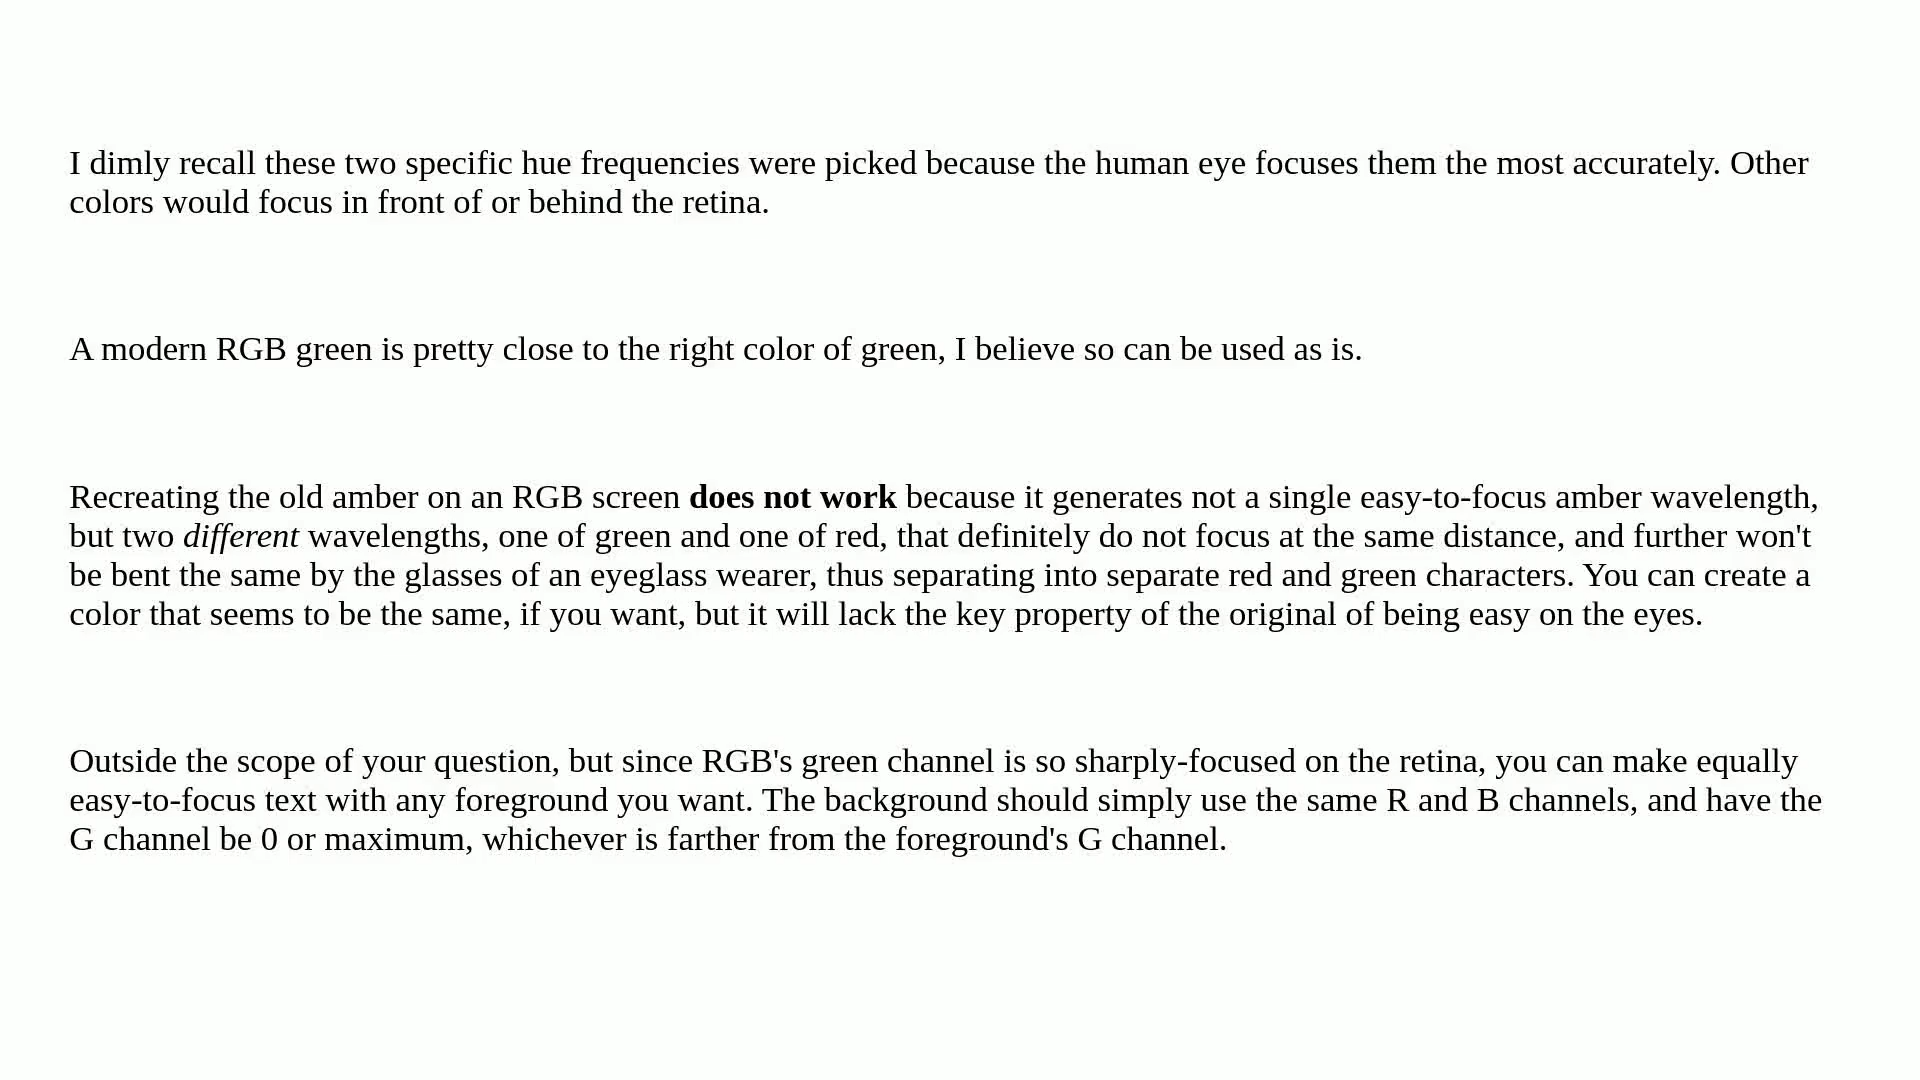 I dimly recall these two specific hue frequencies were picked because the human eye focuses them the most accurately. Other
colors would focus in front of or behind the retina.
A modern RGB green is pretty close to the right color of green, I believe so can be used as is.
Recreating the old amber on an RGB screen does not work because it generates not a single easy-to-focus amber wavelength,
but two different wavelengths, one of green and one of red, that definitely do not focus at the same distance, and further won't
be bent the same by the glasses of an eyeglass wearer, thus separating into separate red and green characters. You can create a
color that seems to be the same, if you want, but it will lack the key property of the original of being easy on the eyes.
Outside the scope of your question, but since RGB's green channel is so sharply-focused on the retina, you can make equally
easy-to-focus text with any foreground you want. The background should simply use the same R and B channels, and have the
G channel be 0 or maximum, whichever is farther from the foreground's G channel.